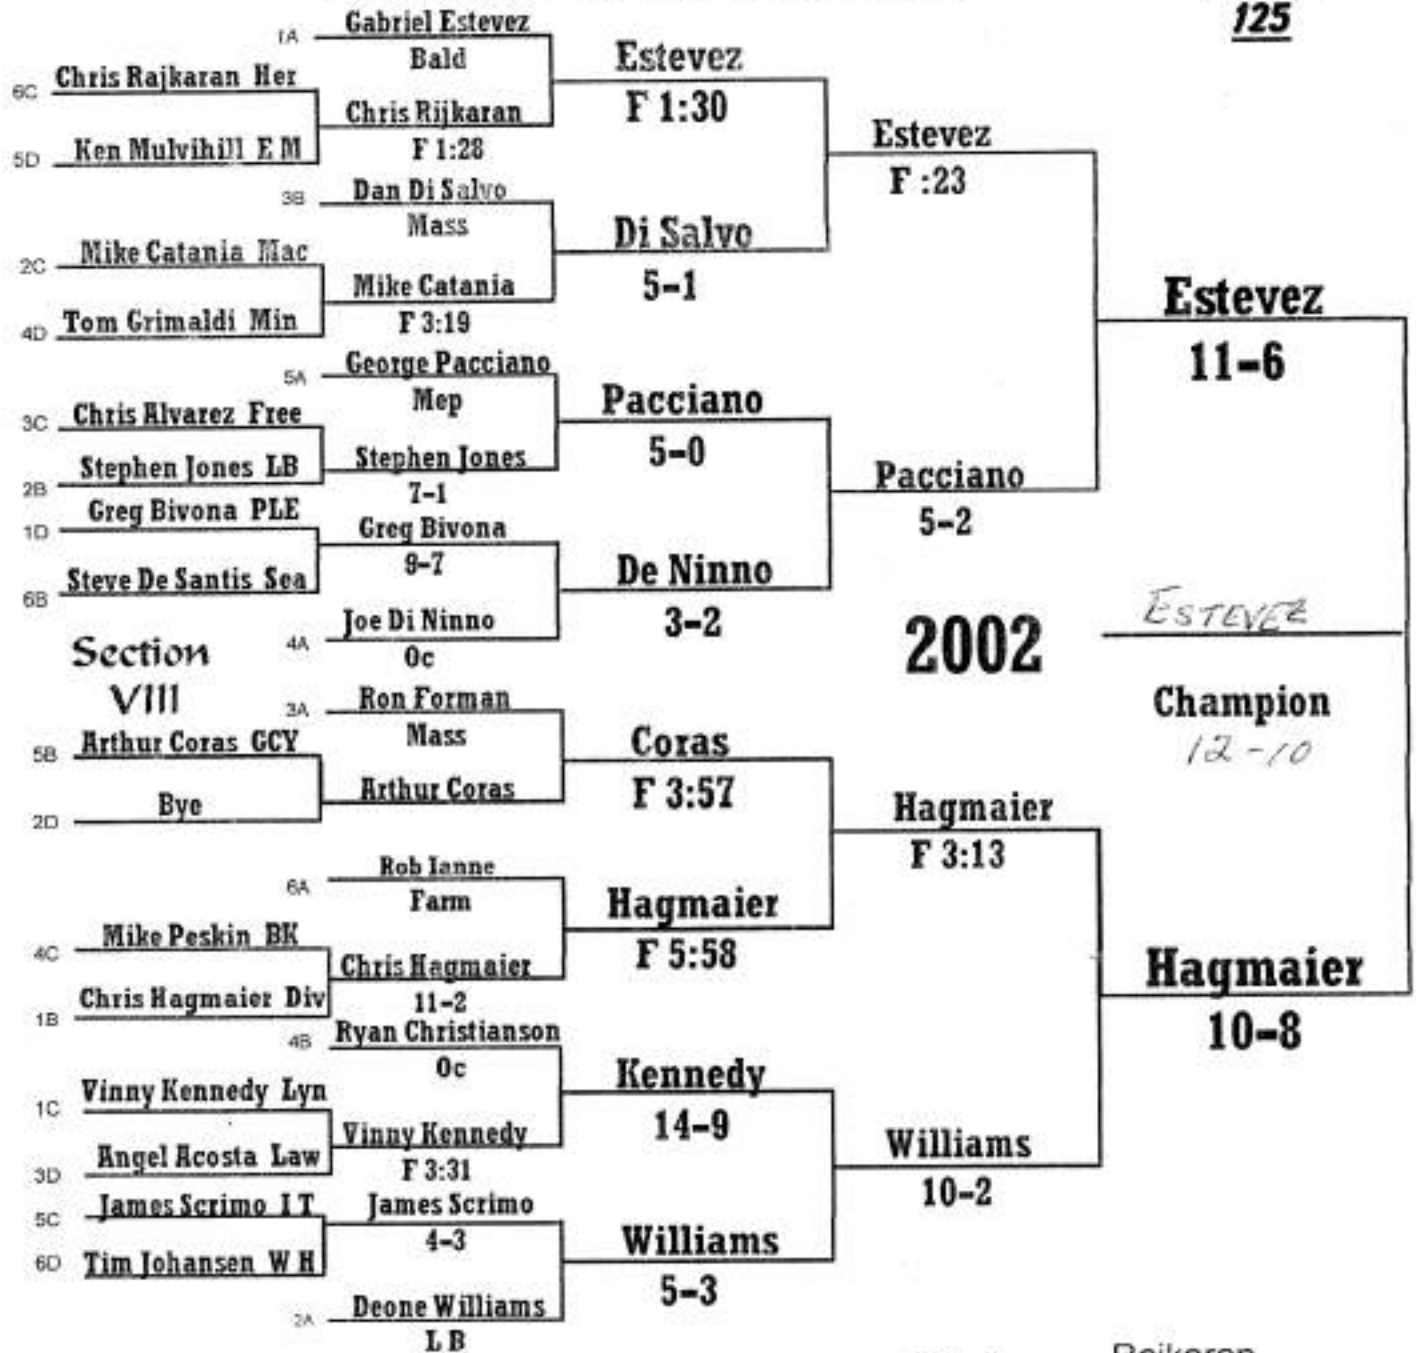 125
1A Gabriel Estevez
Bald
6C Chris Rajkaran Her
Chris Rijkaran
F 1:28
5D Ken Mulvihill E M
Estevez
F 1:30
3B Dan Di Salvo
Mass
2C Mike Catania Mac
Mike Catania
F 3:19
4D Tom Grimaldi Min
Di Salvo
5-1
Estevez
F :23
5A George Pacciano
Mep
3C Chris Alvarez Free
Stephen Jones
7-1
2B Stephen Jones LB
Pacciano
5-0
1D Greg Bivona PLE
Greg Bivona
9-7
6B Steve De Santis Sea
4A Joe Di Ninno
Oc
De Ninno
3-2
Pacciano
5-2
Estevez
11-6
2002
ESTEVEZ
Champion
12-10
Section
VIII
3A Ron Forman
Mass
5B Arthur Coras GCY
Arthur Coras
2D Bye
Coras
F 3:57
6A Rob Ianne
Farm
4C Mike Peskin BK
Chris Hagmaier
11-2
1B Chris Hagmaier Div
Hagmaier
F 5:58
Hagmaier
F 3:13
4B Ryan Christianson
Oc
1C Vinny Kennedy Lyn
Vinny Kennedy
F 3:31
3D Angel Acosta Law
Kennedy
14-9
5C James Scrimo I T
James Scrimo
4-3
6D Tim Johansen W H
2A Deone Williams
L B
Williams
5-3
Williams
10-2
Hagmaier
10-8